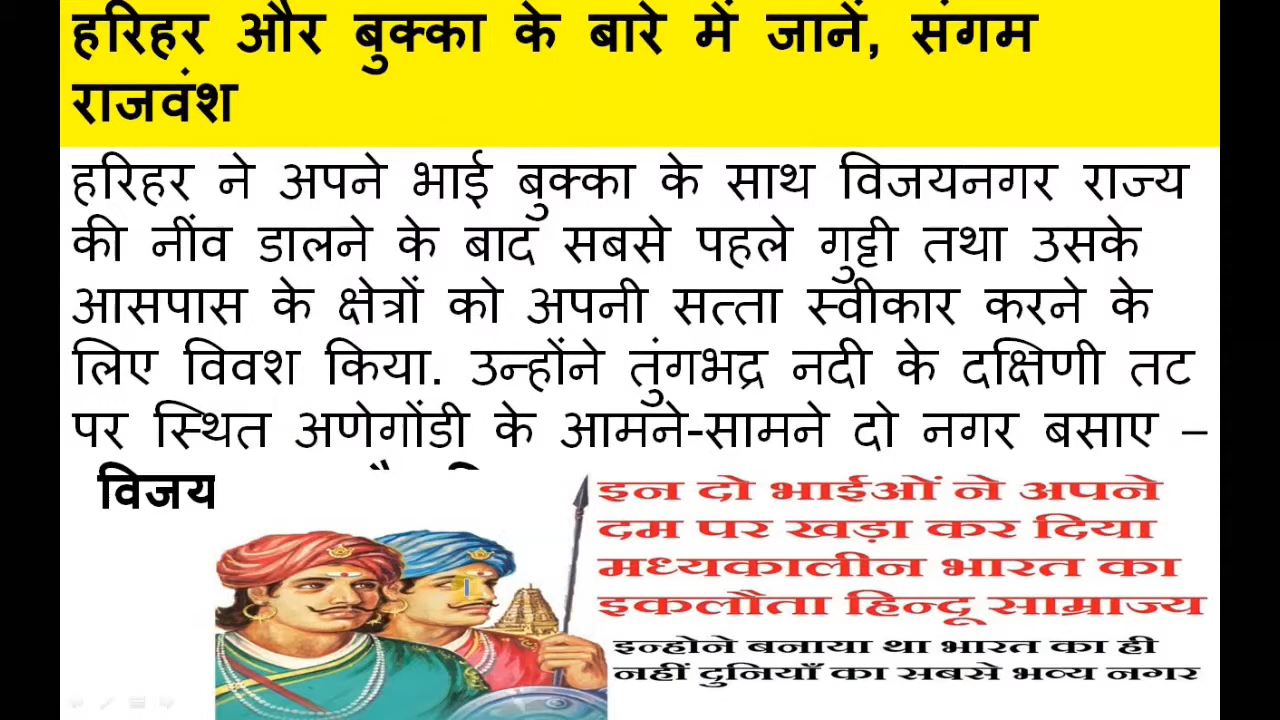 हरिहर और बुक्का के बारे में जानें, संगम
राजवंश
हरिहर ने अपने भाई बुक्का के साथ विजयनगर राज्य
की नींव डालने के बाद सबसे पहले गुट्टी तथा उसके
आसपास के क्षेत्रों को अपनी सत्ता स्वीकार करने के
लिए विवश किया. उन्होंने तुंगभद्र नदी के दक्षिणी तट
पर स्थित अणेगोंडी के आमने-सामने दो नगर बसाए –
विजय
इन दो भाईओं ने अपने
दम पर खड़ा कर दिया
मध्यकालीन भारत का
इकलौता हिन्दू साम्राज्य
इन्होने बनाया था भारत का ही
नहीं दुनियाँ का सबसे भव्य नगर